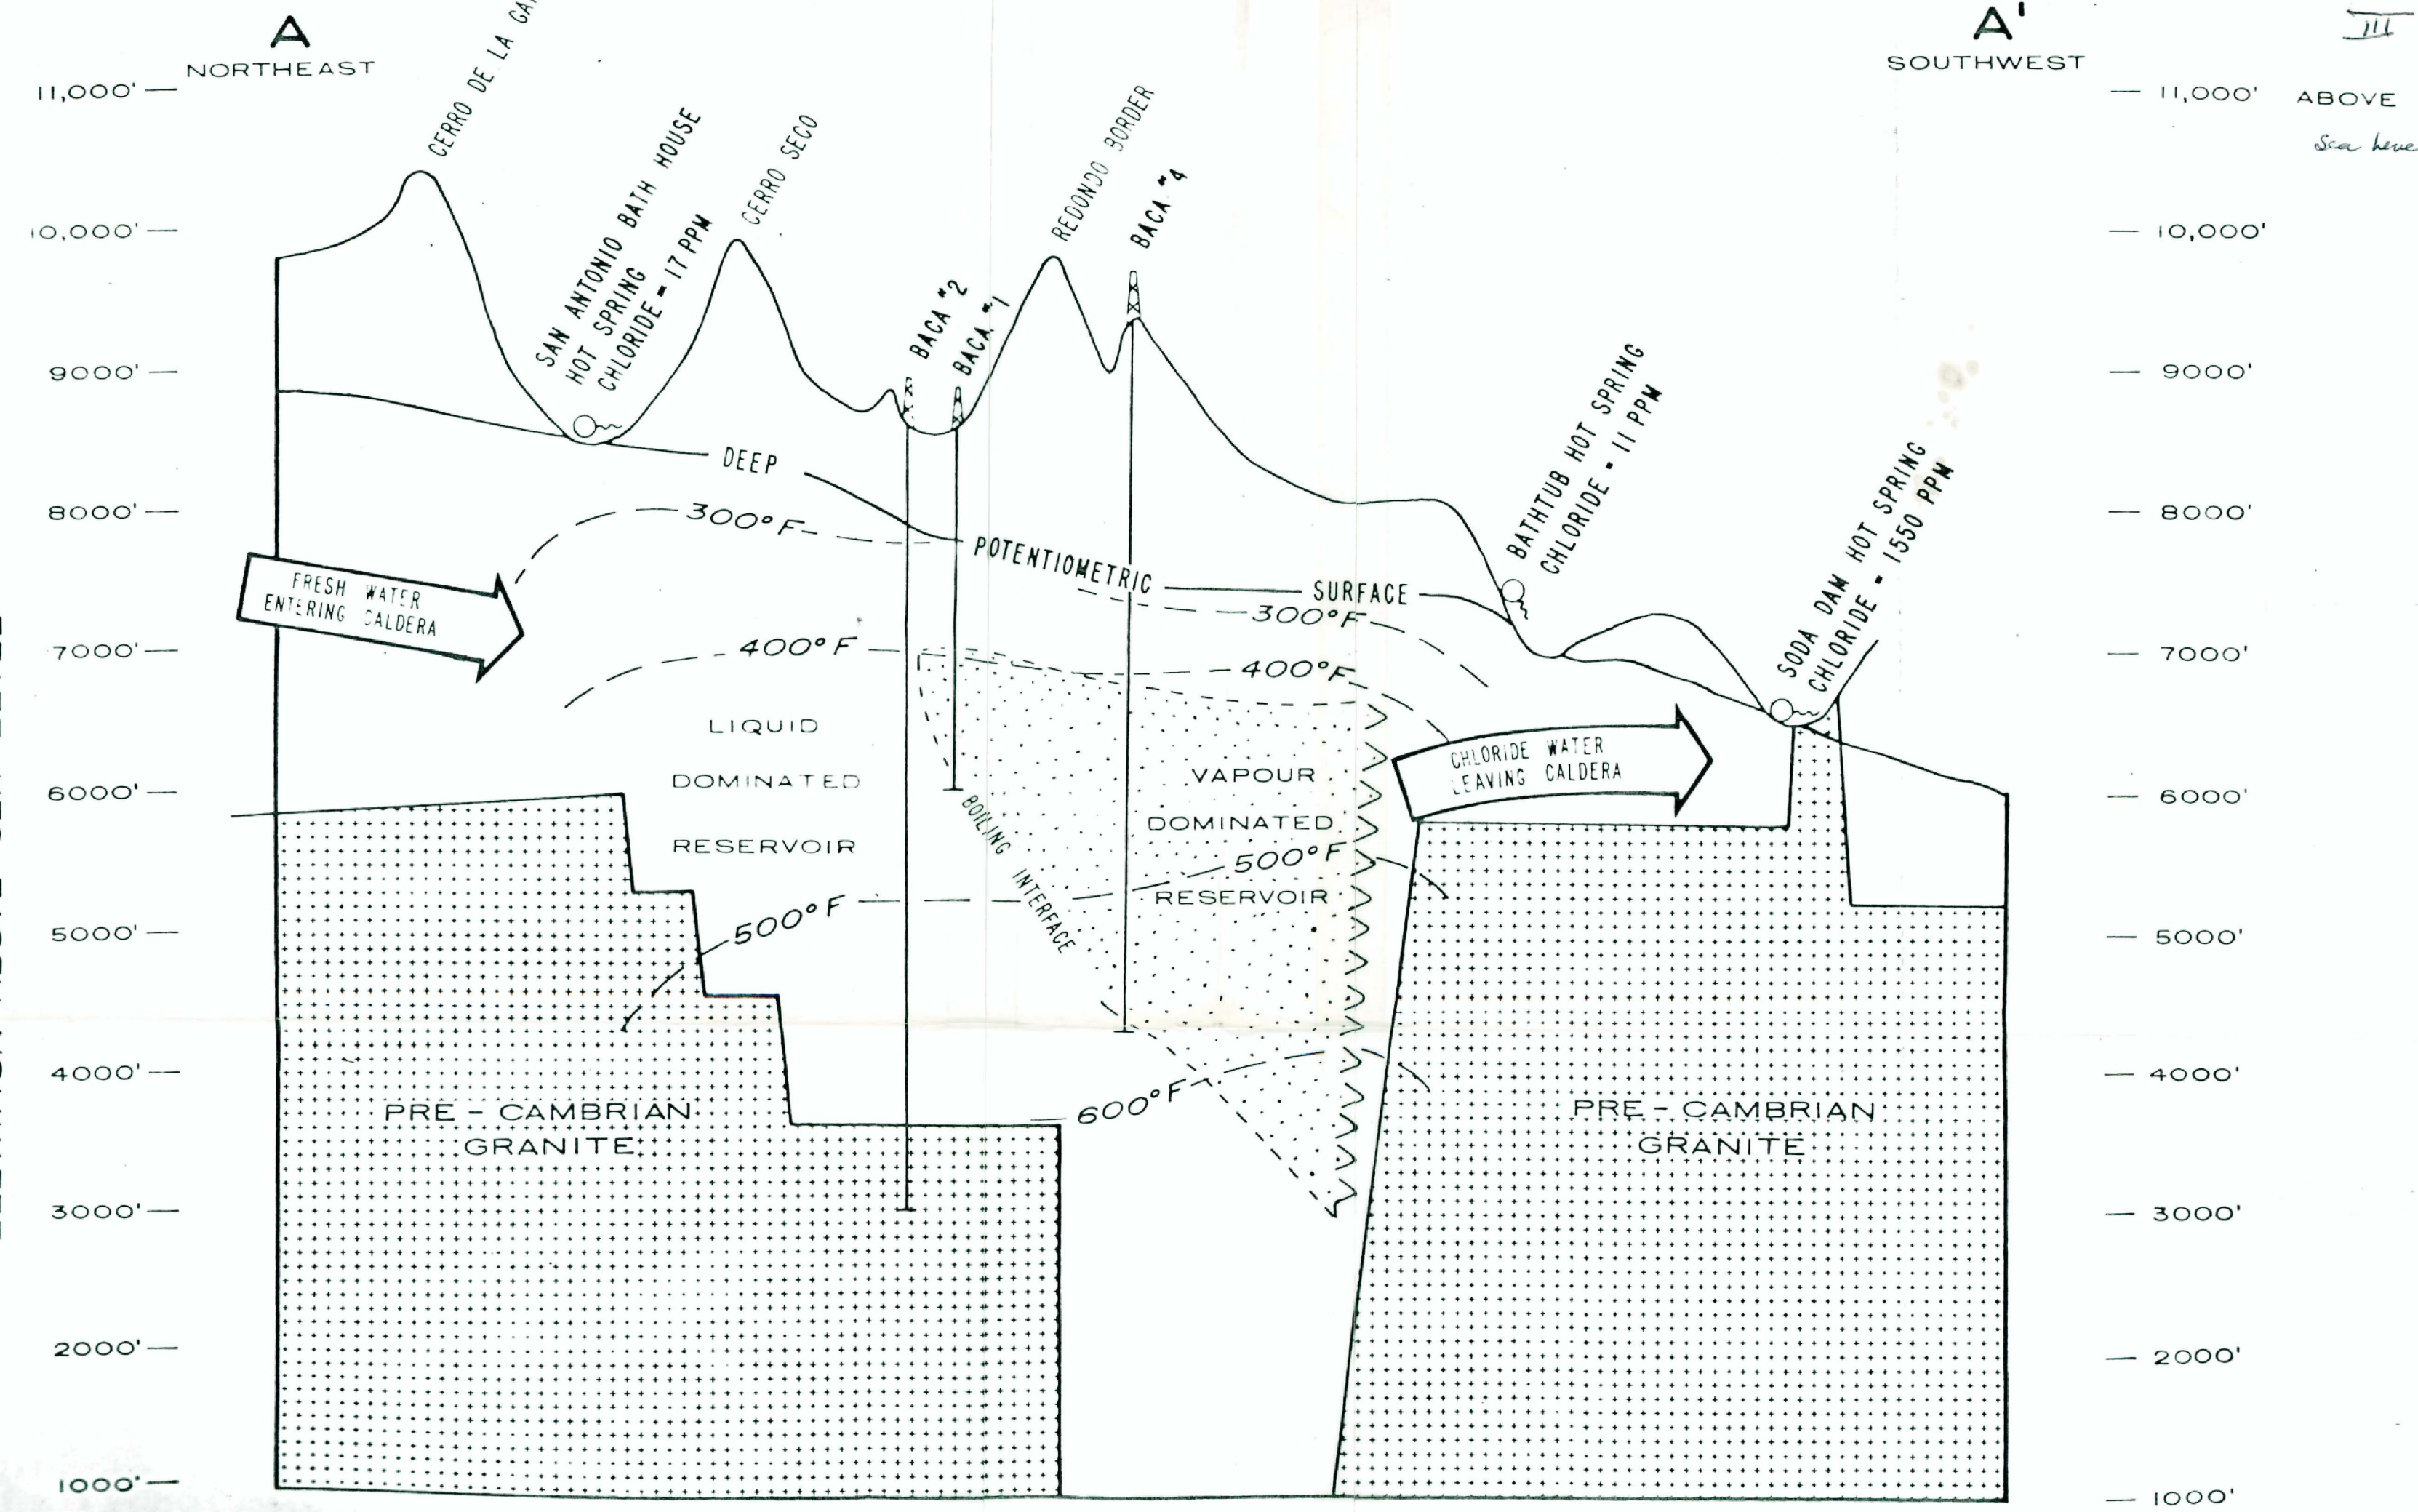 A
NORTHEAST
A'
SOUTHWEST
III
11,000'
10,000'
9000'
8000'
7000'
6000'
5000'
4000'
3000'
2000'
1000'
11,000' ABOVE
10,000'
9000'
8000'
7000'
6000'
5000'
4000'
3000'
2000'
1000'
CERRO DE LA
SAN ANTONIO BATH HOUSE
HOT SPRING
CHLORIDE = 17 PPM
CERRO SECO
BACA #2
BACA #1
REDONDO BORDER
BACA #4
BATHTUB HOT SPRING
CHLORIDE = 11 PPM
SODA DAM HOT SPRING
CHLORIDE = 1550 PPM
DEEP POTENTIOMETRIC SURFACE
300°F
300°F
FRESH WATER
ENTERING CALDERA
400°F
400°F
LIQUID
DOMINATED
RESERVOIR
VAPOUR
DOMINATED
RESERVOIR
BOILING INTERFACE
CHLORIDE WATER
LEAVING CALDERA
500°F
500°F
600°F
PRE-CAMBRIAN
GRANITE
PRE-CAMBRIAN
GRANITE